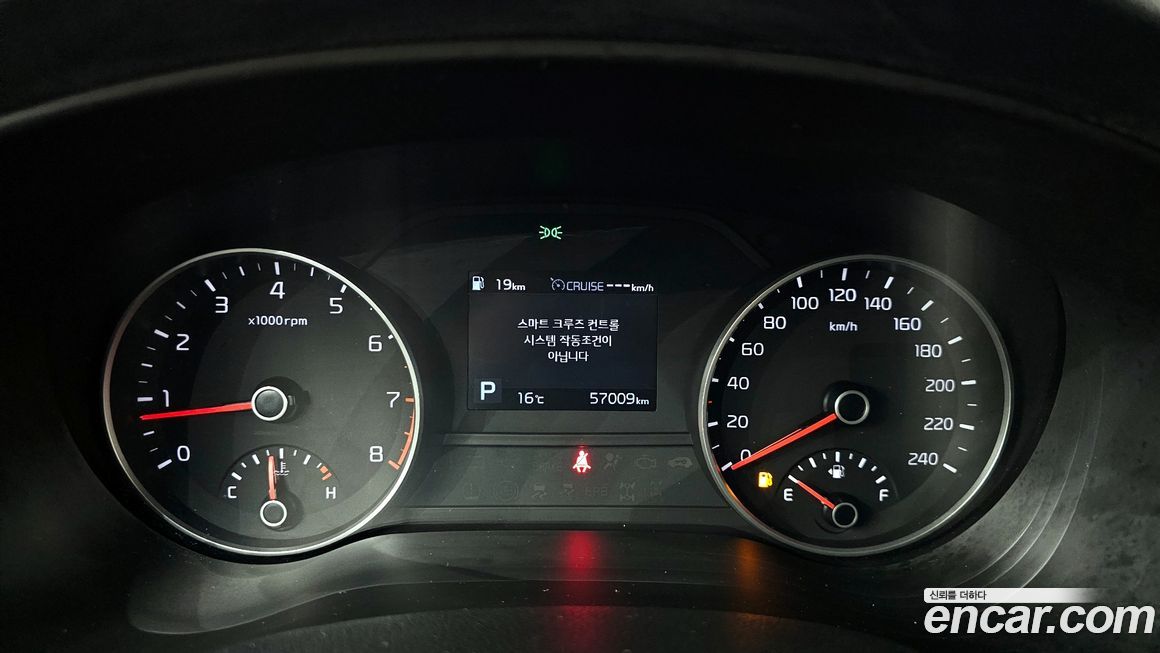 19km CRUISE ---km/h
스마트 크루즈 컨트롤
시스템 작동조건이
아닙니다
P 16℃ 57009km
0 1 2 3 4 5 6 7 8
x1000 rpm
C H
0 20 40 60 80 100 120 140 160 180 200 220 240
km/h
E F
EPB
신뢰를 더하다
encar.com